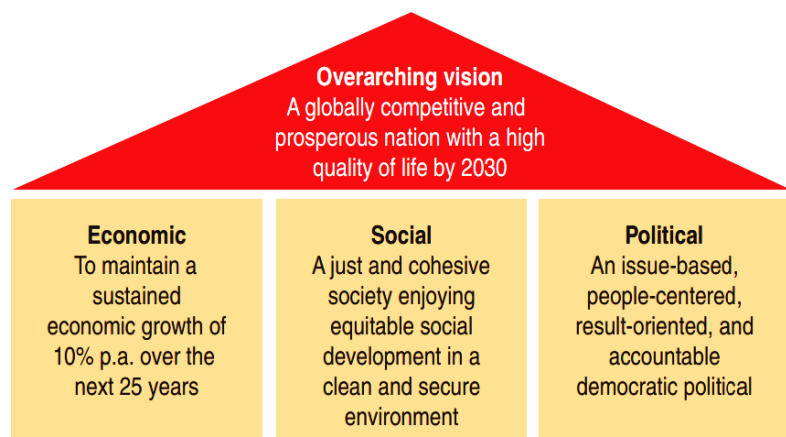 Overarching vision
A globally competitive and
prosperous nation with a high
quality of life by 2030
Economic
To maintain a
sustained
economic growth of
10% p.a. over the
next 25 years
Social
A just and cohesive
society enjoying
equitable social
development in a
clean and secure
environment
Political
An issue-based,
people-centered,
result-oriented, and
accountable
democratic political